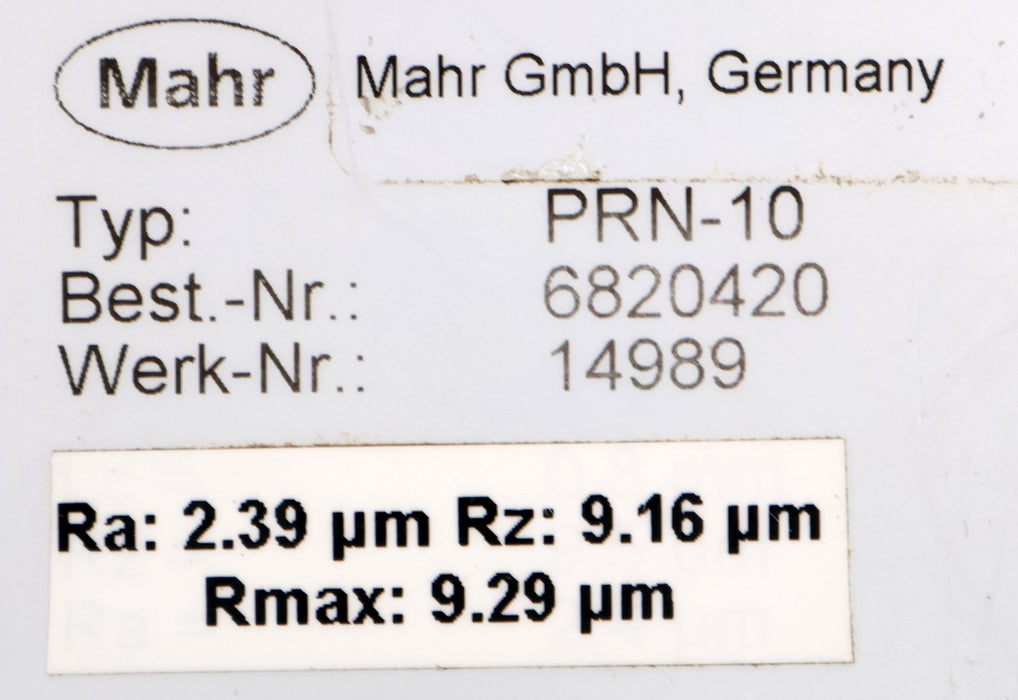 Mahr Mahr GmbH, Germany
Typ: PRN-10
Best.-Nr.: 6820420
Werk-Nr.: 14989
Ra: 2.39 µm Rz: 9.16 µm
Rmax: 9.29 µm